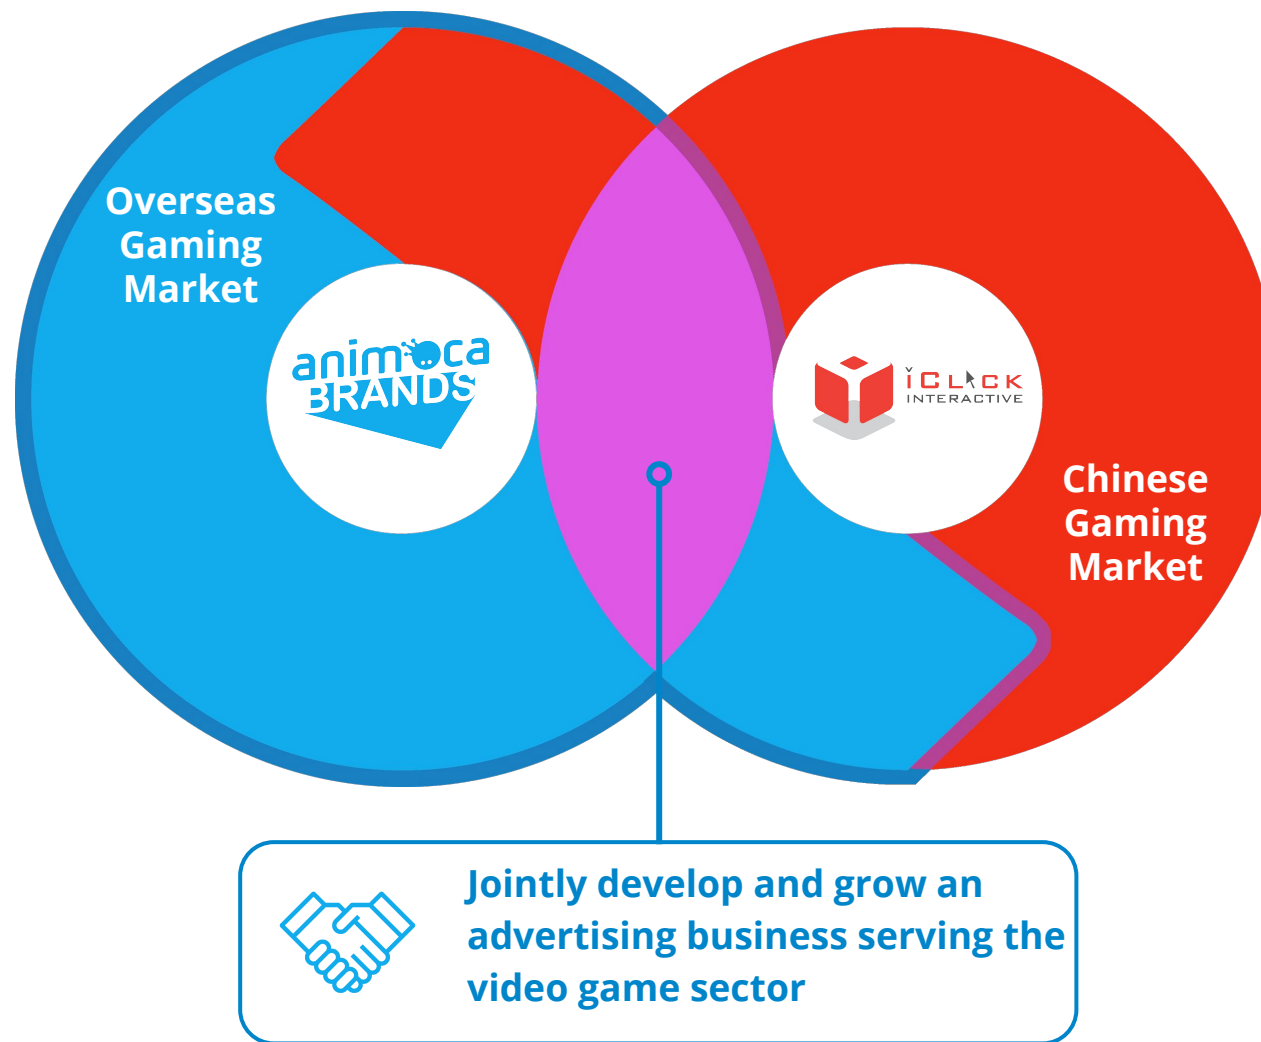 Overseas
Gaming
Market
animoca
BRANDS
iCLICK
INTERACTIVE
Chinese
Gaming
Market
Jointly develop and grow an
advertising business serving the
video game sector